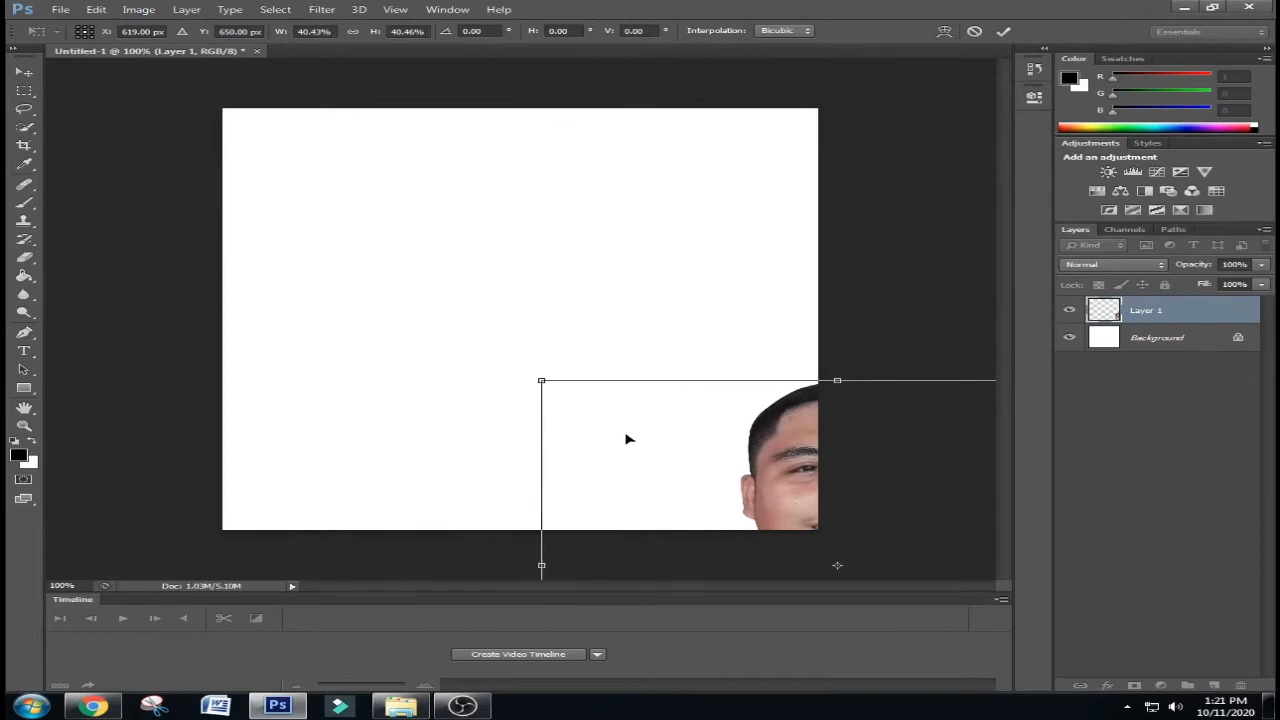 Ps File Edit Image Layer Type Select Filter 3D View Window Help
X: 619.00 px Y: 650.00 px W: 40.43% H: 40.46% 0.00 ° H: 0.00 ° V: 0.00 ° Interpolation: Bicubic Essentials
Untitled-1 @ 100% (Layer 1, RGB/8) * ×
Color Swatches
R 1
G 0
B 0
Adjustments Styles
Add an adjustment
Layers Channels Paths
Kind
Normal Opacity: 100%
Lock: Fill: 100%
Layer 1
Background
100% Doc: 1.03M/5.10M
Timeline
Create Video Timeline
1:21 PM
10/11/2020